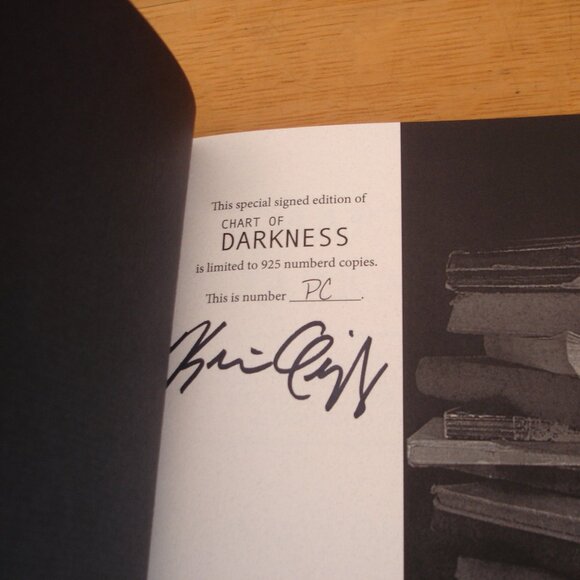 This special signed edition of
CHART OF
DARKNESS
is limited to 925 numberd copies.
This is number PC.